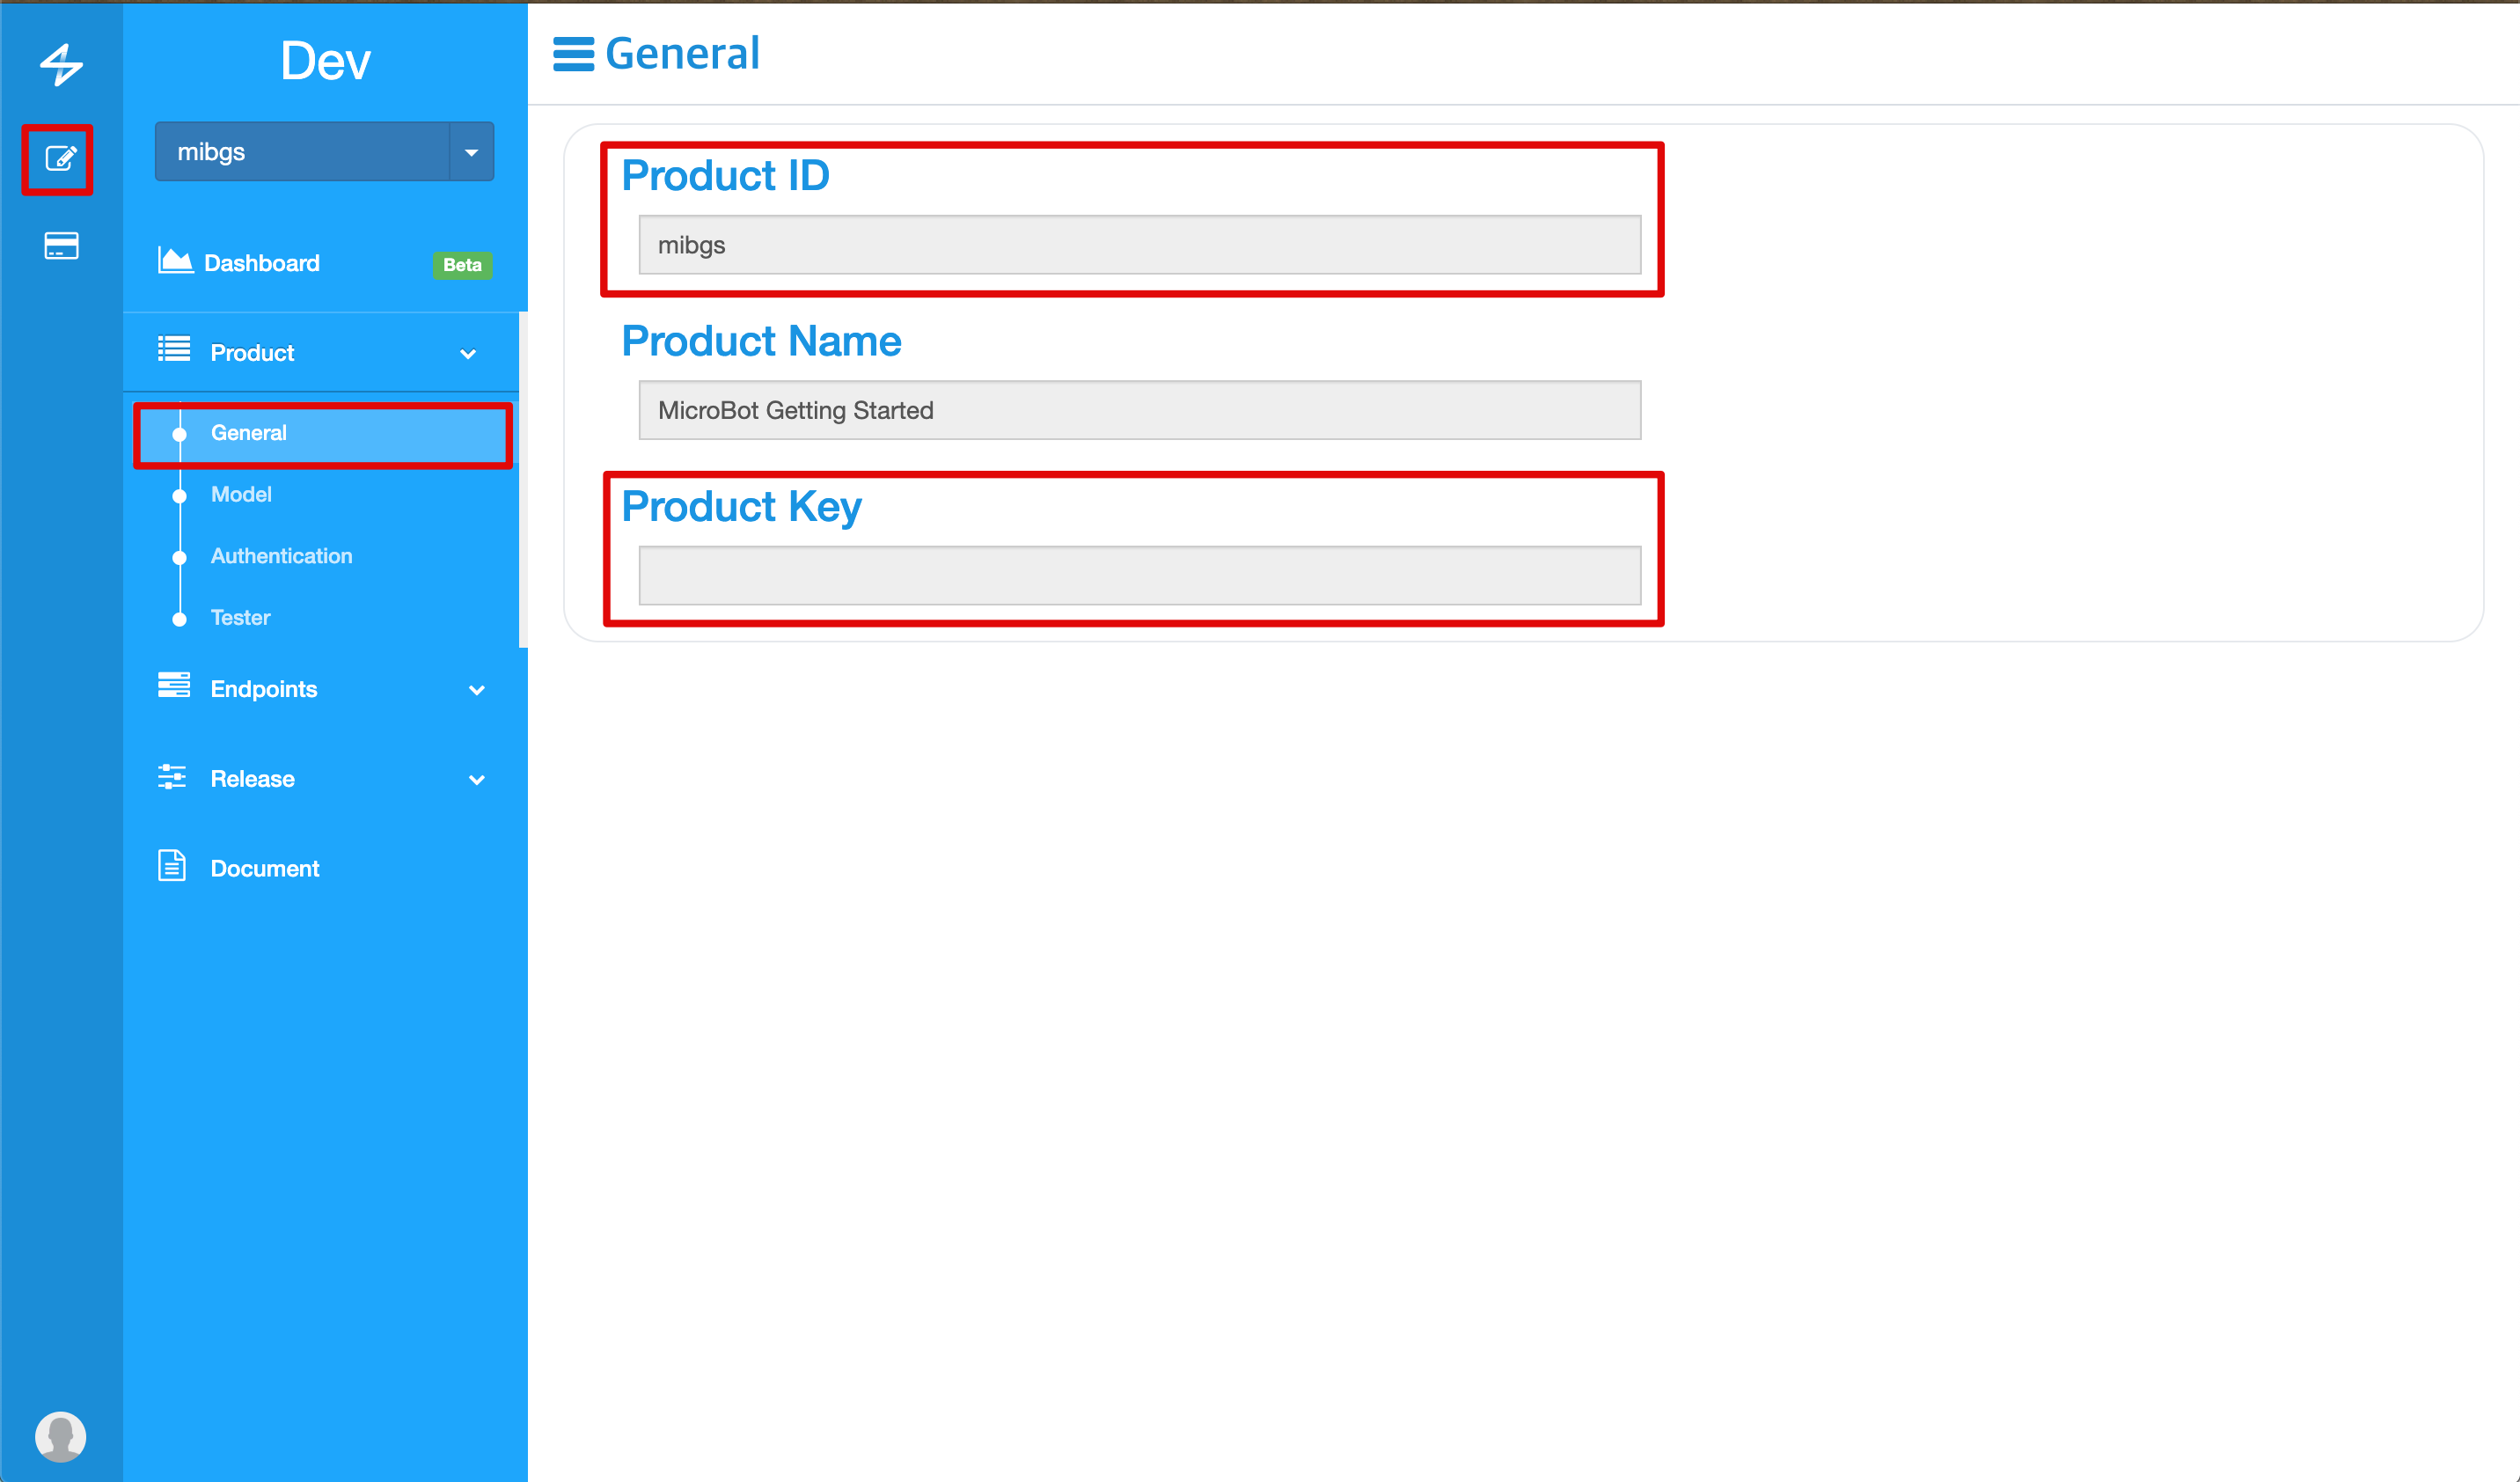 Dev
mibgs
Dashboard Beta
Product
General
Model
Authentication
Tester
Endpoints
Release
Document
General
Product ID
mibgs
Product Name
MicroBot Getting Started
Product Key